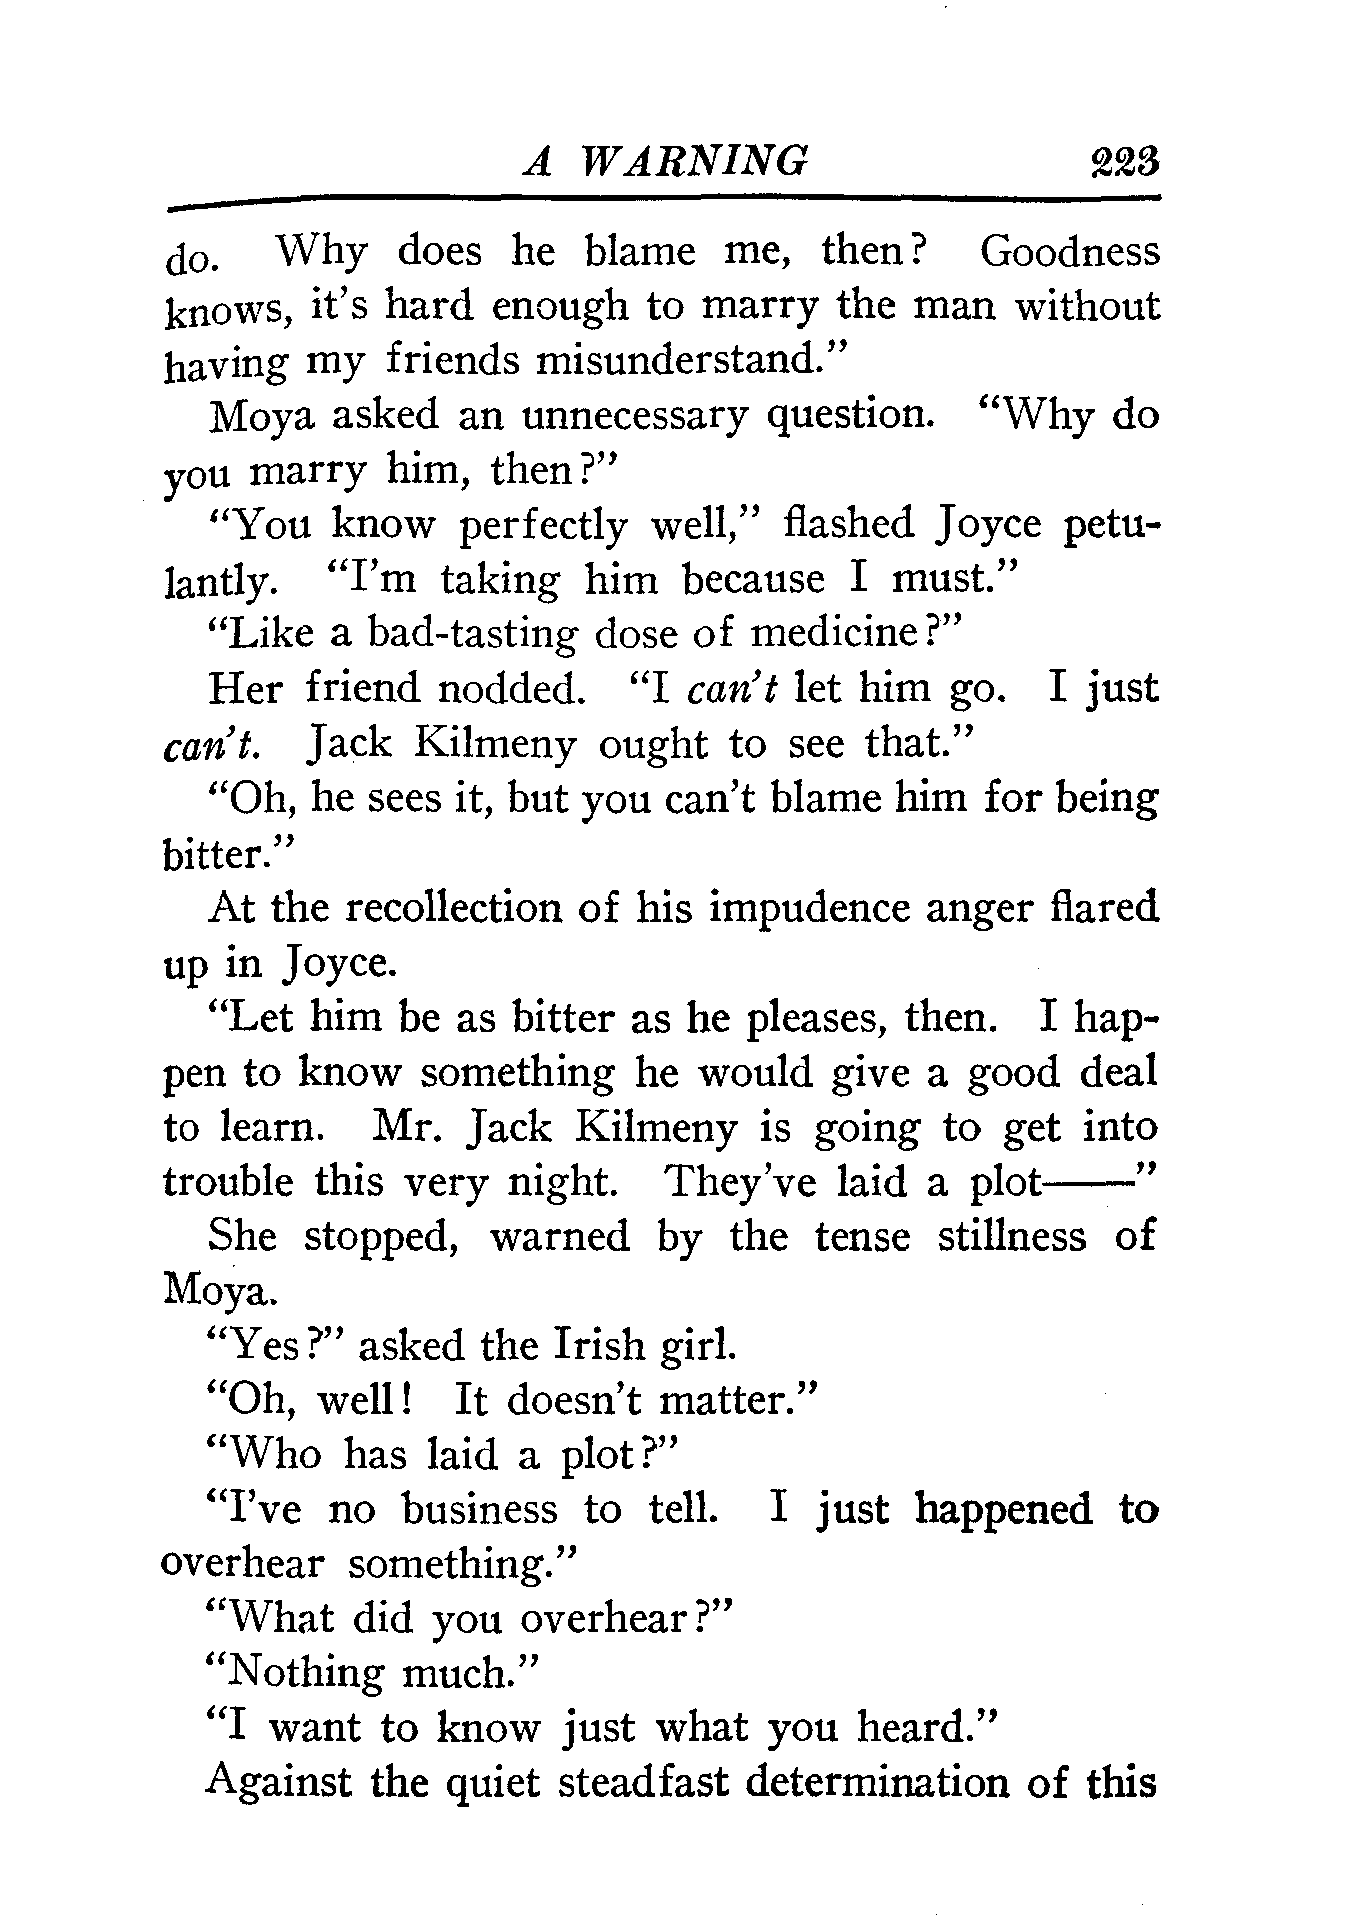 A WARNING 223
do. Why does he blame me, then? Goodness
knows, it's hard enough to marry the man without
having my friends misunderstand."
Moya asked an unnecessary question. "Why do
you marry him, then?"
"You know perfectly well," flashed Joyce petu-
lantly. "I'm taking him because I must."
"Like a bad-tasting dose of medicine?"
Her friend nodded. "I can't let him go. I just
can't. Jack Kilmeny ought to see that."
"Oh, he sees it, but you can't blame him for being
bitter."
At the recollection of his impudence anger flared
up in Joyce.
"Let him be as bitter as he pleases, then. I hap-
pen to know something he would give a good deal
to learn. Mr. Jack Kilmeny is going to get into
trouble this very night. They've laid a plot——"
She stopped, warned by the tense stillness of
Moya.
"Yes?" asked the Irish girl.
"Oh, well! It doesn't matter."
"Who has laid a plot?"
"I've no business to tell. I just happened to
overhear something."
"What did you overhear?"
"Nothing much."
"I want to know just what you heard."
Against the quiet steadfast determination of this